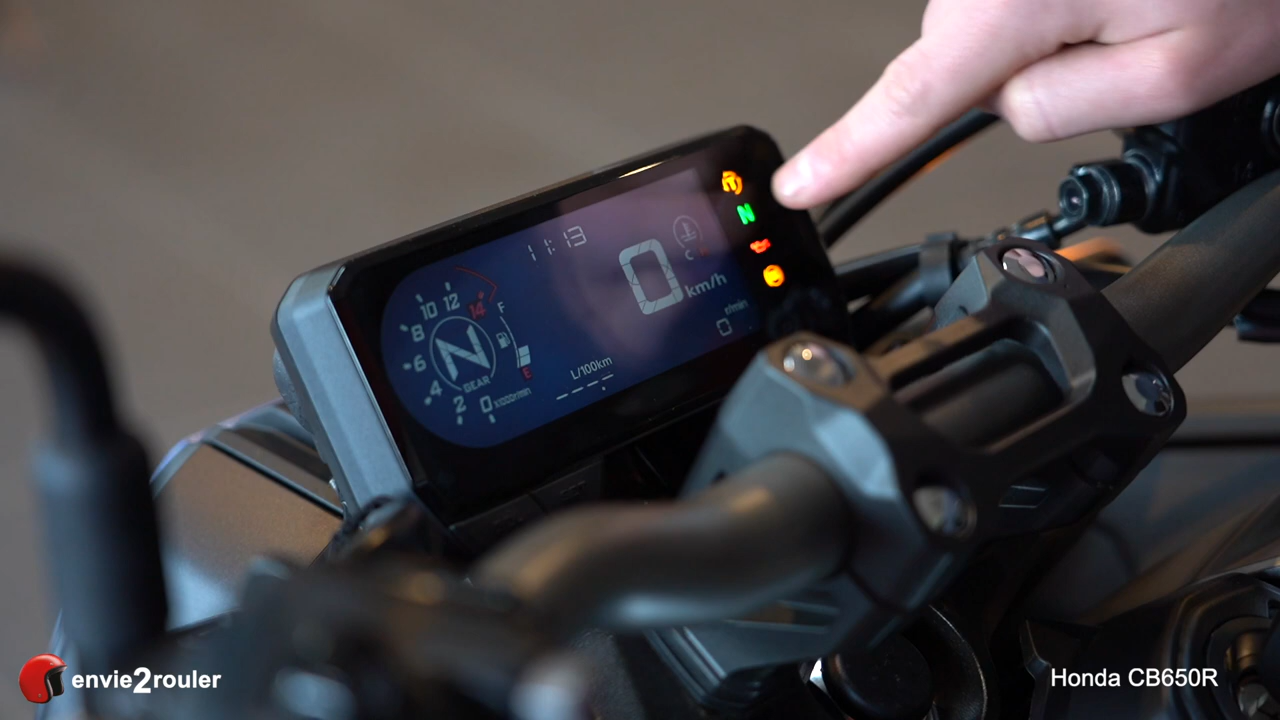 11:13
0
C
km/h
r/min
0
F
E
L/100km
--.-
14
12
10
8
6
4
2
0
x1000r/min
N
GEAR
N
envie2rouler
Honda CB650R